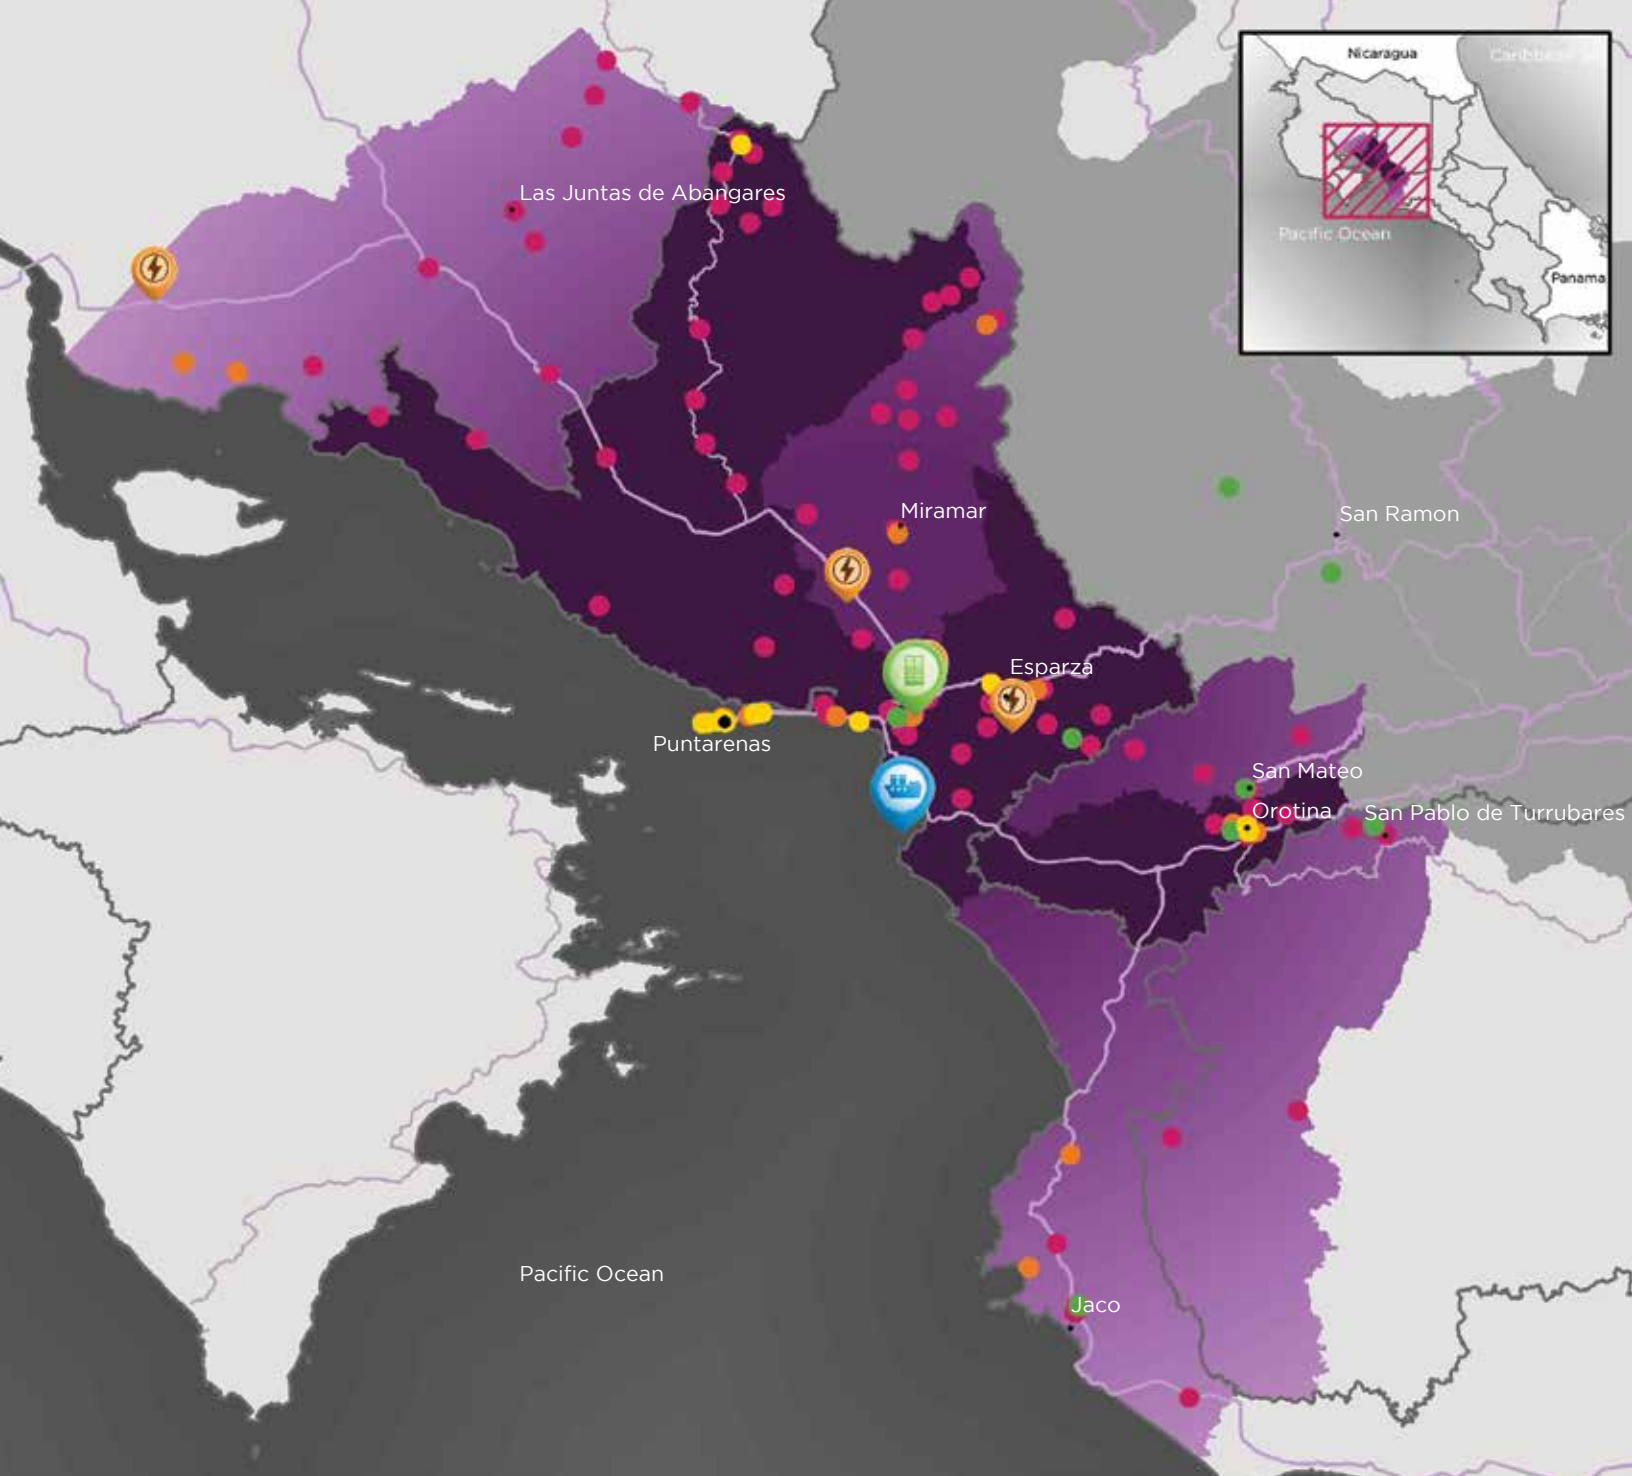 Nicaragua
Caribbean
Pacific Ocean
Panama
Las Juntas de Abangares
Miramar
San Ramon
Esparza
Puntarenas
San Mateo
Orotina
San Pablo de Turrubares
Pacific Ocean
Jaco